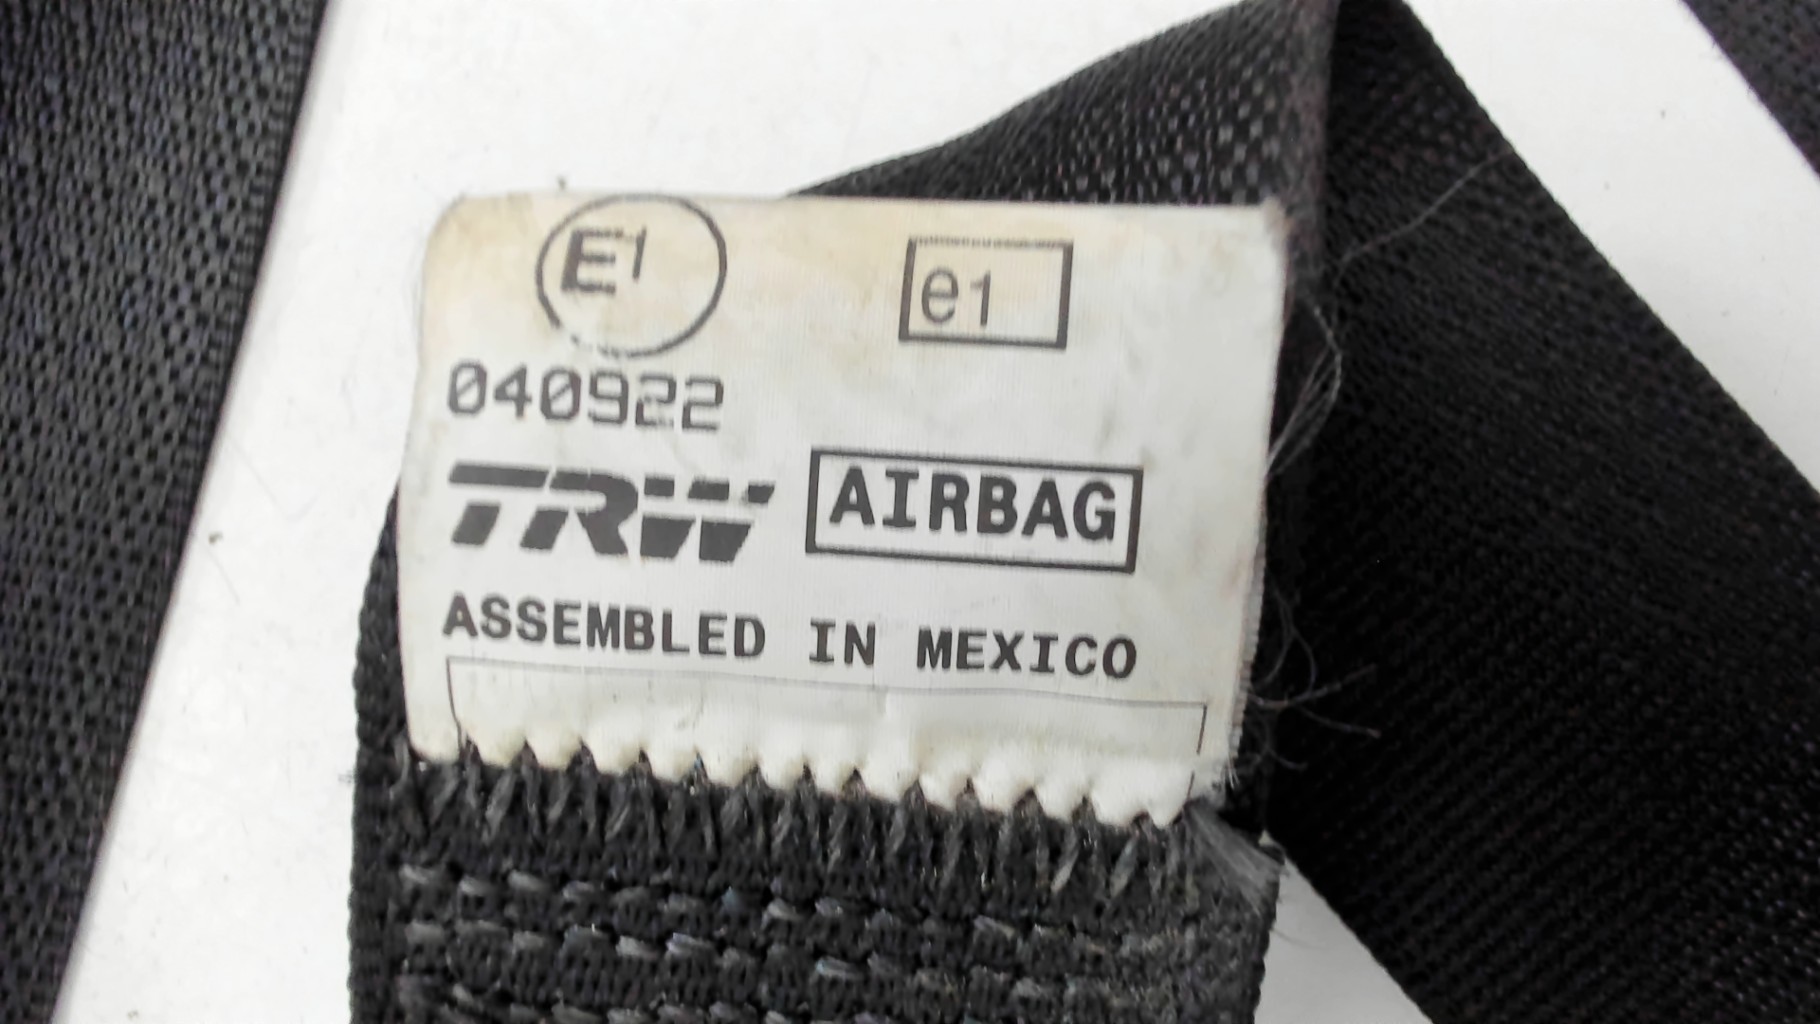 E1 e1
040922
TRW AIRBAG
ASSEMBLED IN MEXICO